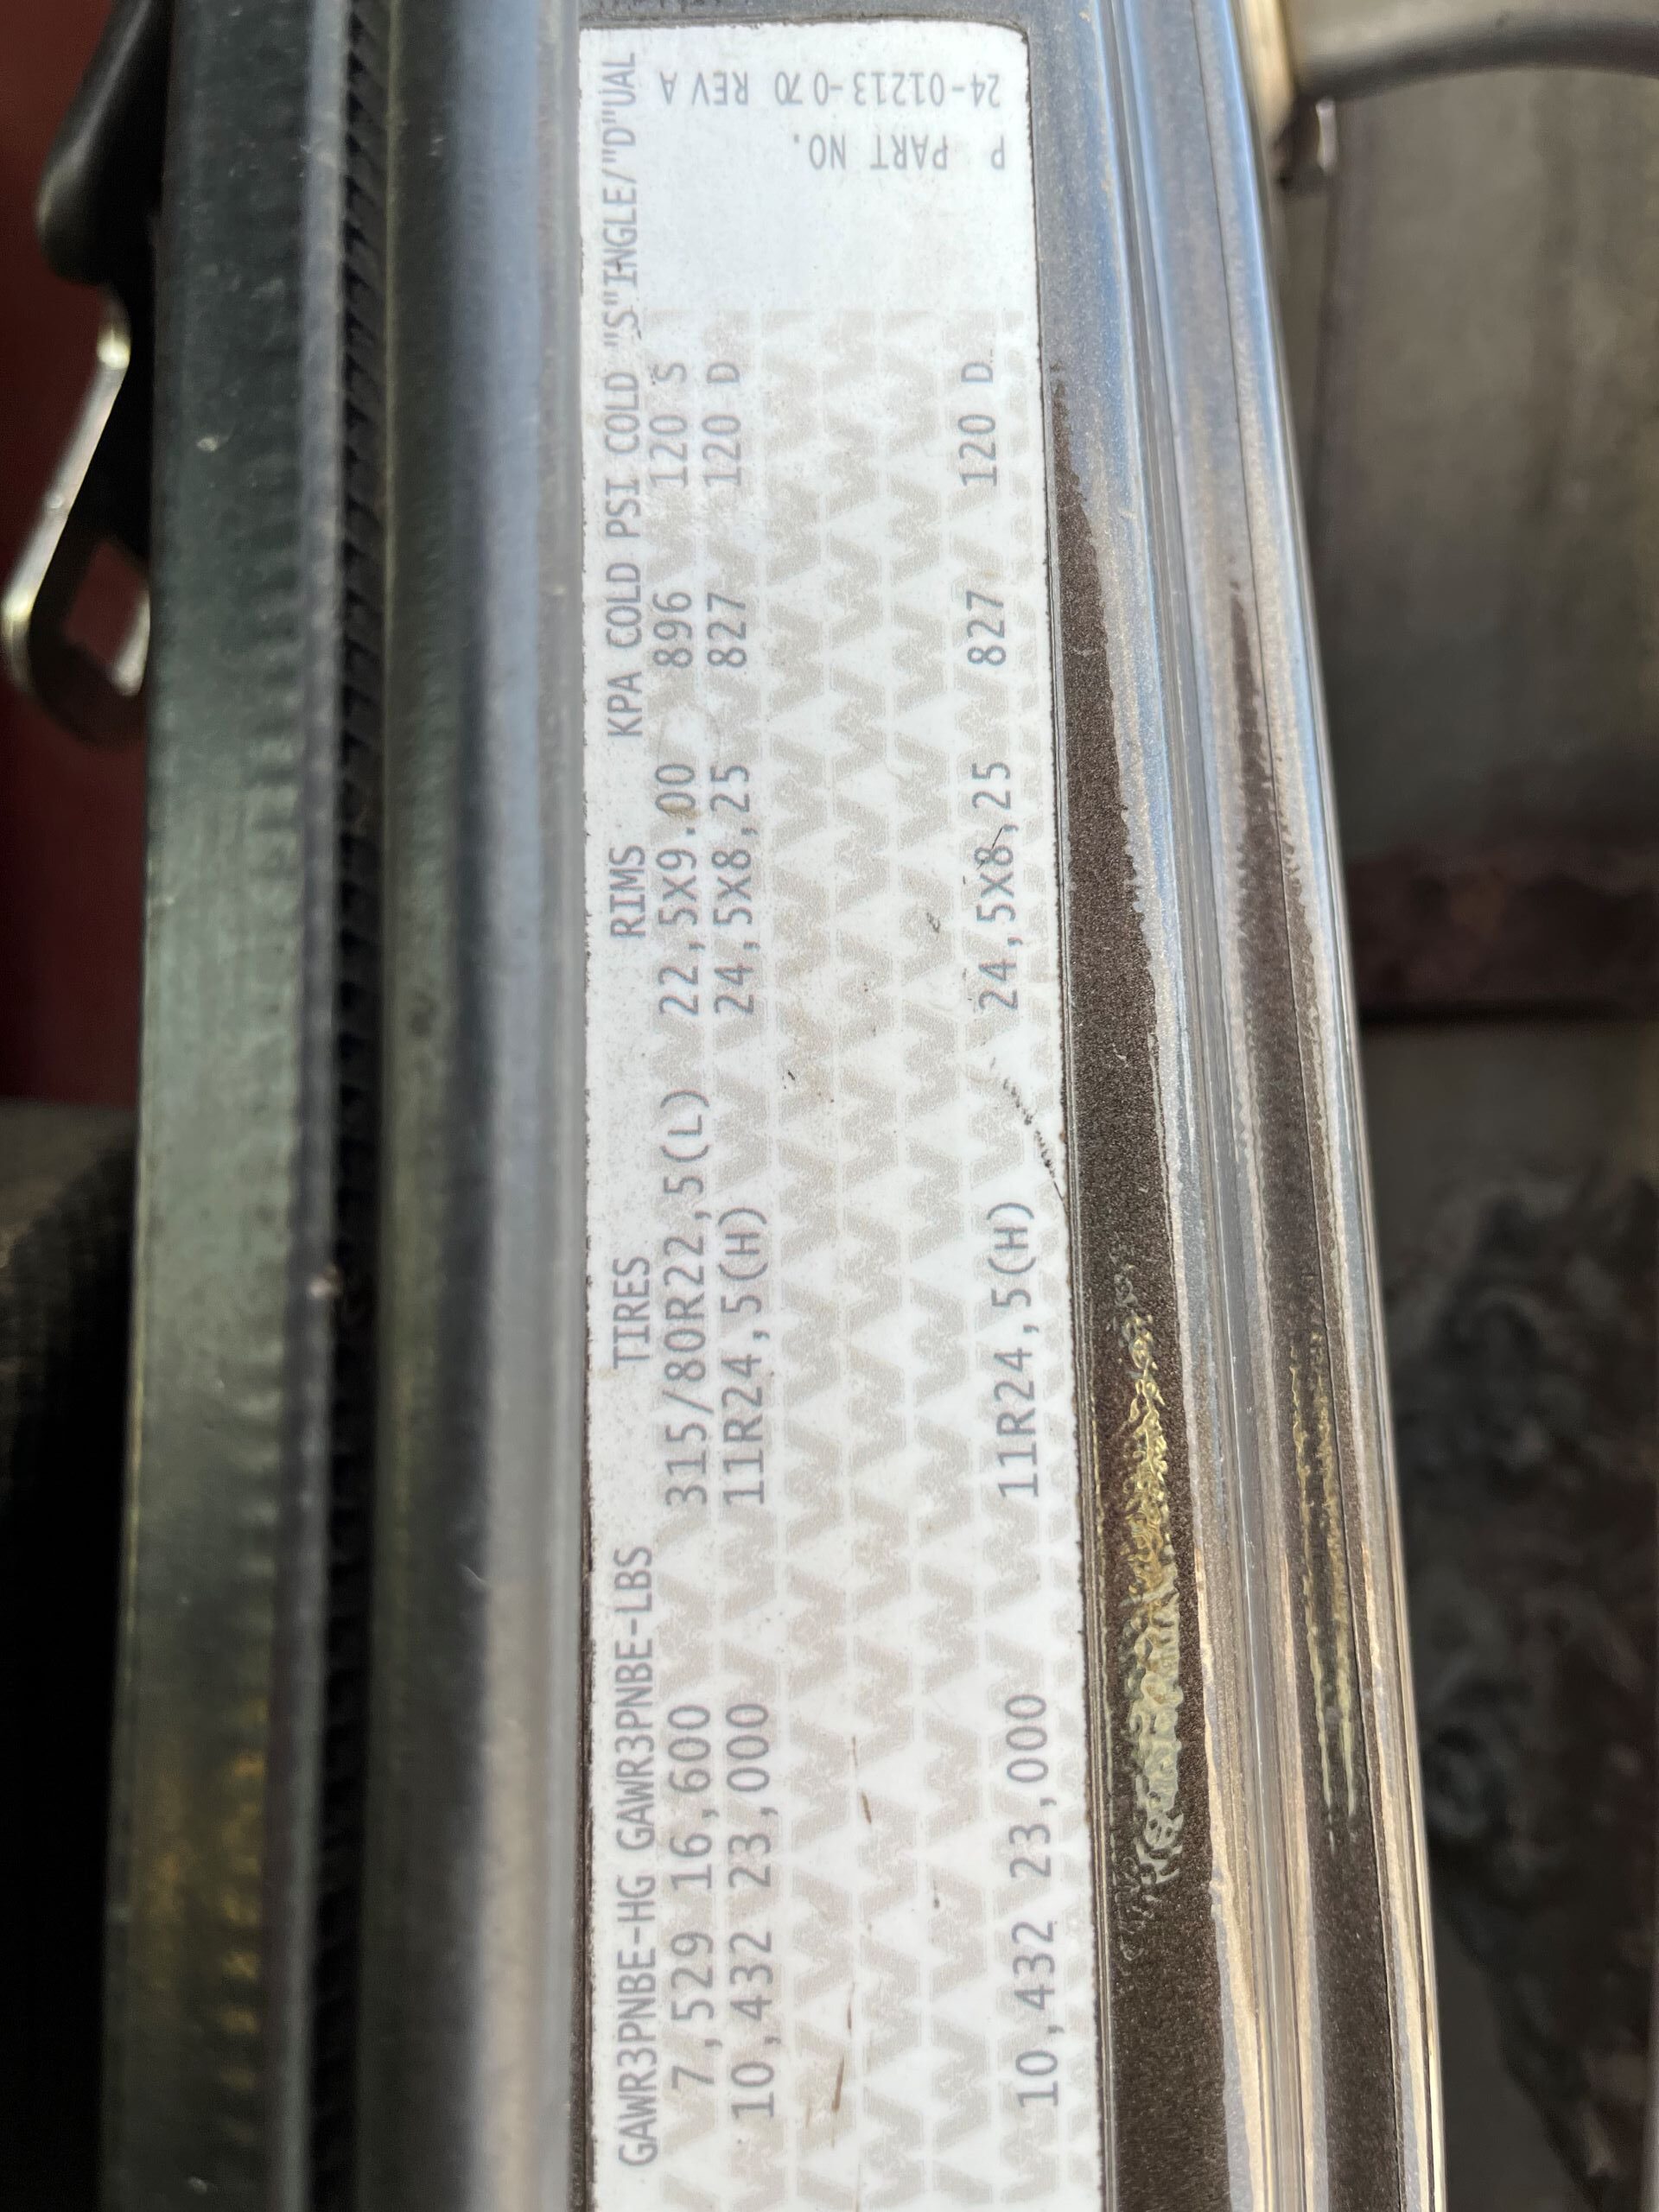 GAWR3PNBE-HG GAWR3PNBE-LBS TIRES RIMS KPA COLD PSI COLD "S"INGLE/"D"UAL
7,529 16,600 315/80R22,5(L) 22,5X9.00 896 120 S
10,432 23,000 11R24,5(H) 24,5X8,25 827 120 D
10,432 23,000 11R24,5(H) 24,5X8,25 827 120 D
P PART NO.
24-01213-070 REV A